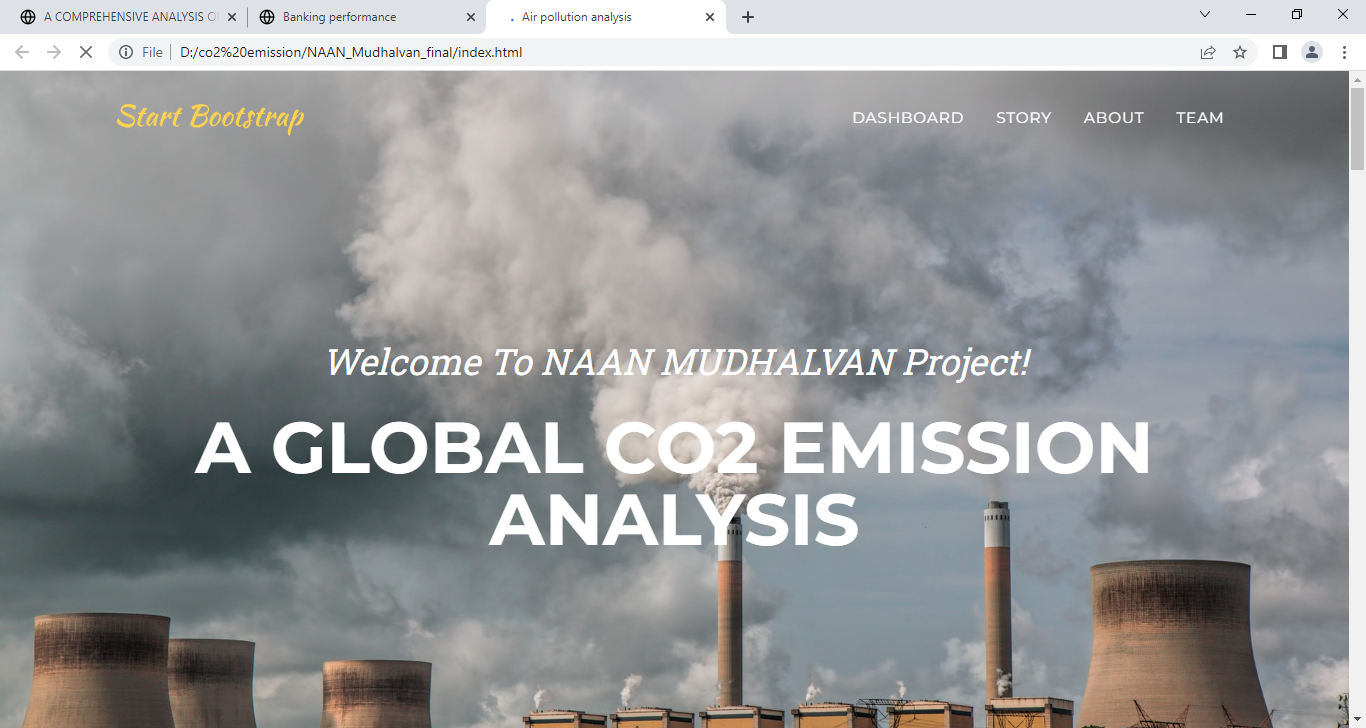 A COMPREHENSIVE ANALYSIS O
Banking performance
Air pollution analysis
File
D:/co2%20emission/NAAN_Mudhalvan_final/index.html
Start Bootstrap
DASHBOARD
STORY
ABOUT
TEAM
Welcome To NAAN MUDHALVAN Project!
A GLOBAL CO2 EMISSION
ANALYSIS